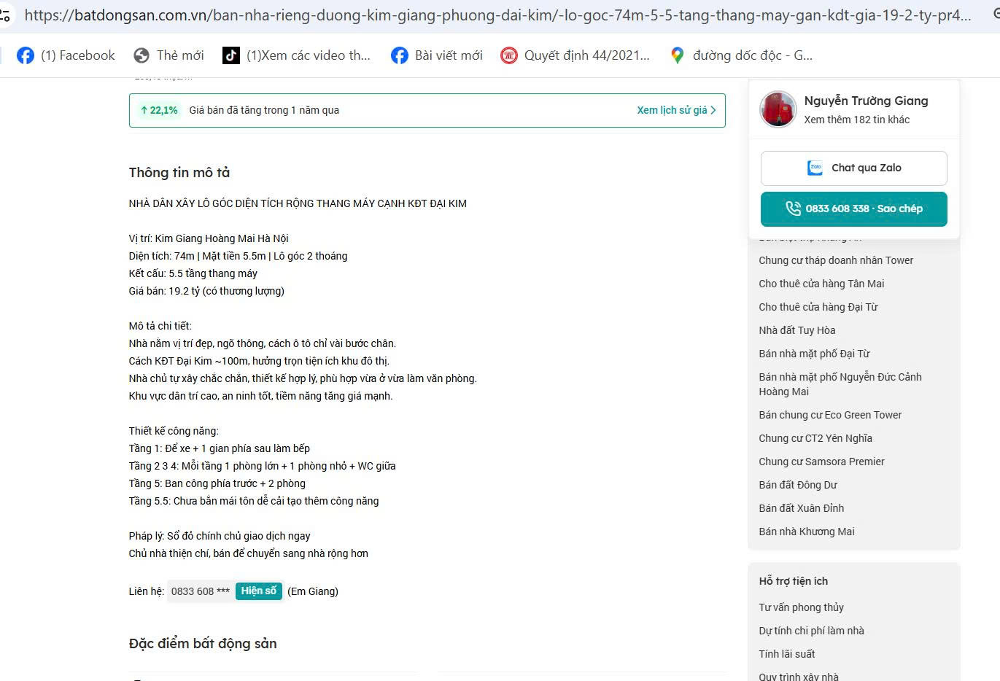 https://batdongsan.com.vn/ban-nha-rieng-duong-kim-giang-phuong-dai-kim/-lo-goc-74m-5-5-tang-thang-may-gan-kdt-gia-19-2-ty-pr4...
(1) Facebook
Thẻ mới
(1)Xem các video th...
Bài viết mới
Quyết định 44/2021...
đường dốc độc - G...
22,1%
Giá bán đã tăng trong 1 năm qua
Xem lịch sử giá
Thông tin mô tả
NHÀ DÂN XÂY LÔ GÓC DIỆN TÍCH RỘNG THANG MÁY CẠNH KĐT ĐẠI KIM
Vị trí: Kim Giang Hoàng Mai Hà Nội
Diện tích: 74m | Mặt tiền 5.5m | Lô góc 2 thoáng
Kết cấu: 5.5 tầng thang máy
Giá bán: 19.2 tỷ (có thương lượng)
Mô tả chi tiết:
Nhà nằm vị trí đẹp, ngõ thông, cách ô tô chỉ vài bước chân.
Cách KĐT Đại Kim ~100m, hưởng trọn tiện ích khu đô thị.
Nhà chủ tự xây chắc chắn, thiết kế hợp lý, phù hợp vừa ở vừa làm văn phòng.
Khu vực dân trí cao, an ninh tốt, tiềm năng tăng giá mạnh.
Thiết kế công năng:
Tầng 1: Để xe + 1 gian phía sau làm bếp
Tầng 2 3 4: Mỗi tầng 1 phòng lớn + 1 phòng nhỏ + WC giữa
Tầng 5: Ban công phía trước + 2 phòng
Tầng 5.5: Chưa bắn mái tôn dễ cải tạo thêm công năng
Pháp lý: Sổ đỏ chính chủ giao dịch ngay
Chủ nhà thiện chí, bán để chuyển sang nhà rộng hơn
Liên hệ: 0833 608 *** Hiện số (Em Giang)
Đặc điểm bất động sản
Nguyễn Trường Giang
Xem thêm 182 tin khác
Zalo Chat qua Zalo
0833 608 338 · Sao chép
Chung cư tháp doanh nhân Tower
Cho thuê cửa hàng Tân Mai
Cho thuê cửa hàng Đại Từ
Nhà đất Tuy Hòa
Bán nhà mặt phố Đại Từ
Bán nhà mặt phố Nguyễn Đức Cảnh
Hoàng Mai
Bán chung cư Eco Green Tower
Chung cư CT2 Yên Nghĩa
Chung cư Samsora Premier
Bán đất Đông Dư
Bán đất Xuân Đỉnh
Bán nhà Khương Mai
Hỗ trợ tiện ích
Tư vấn phong thủy
Dự tính chi phí làm nhà
Tính lãi suất
Quy trình xây nhà